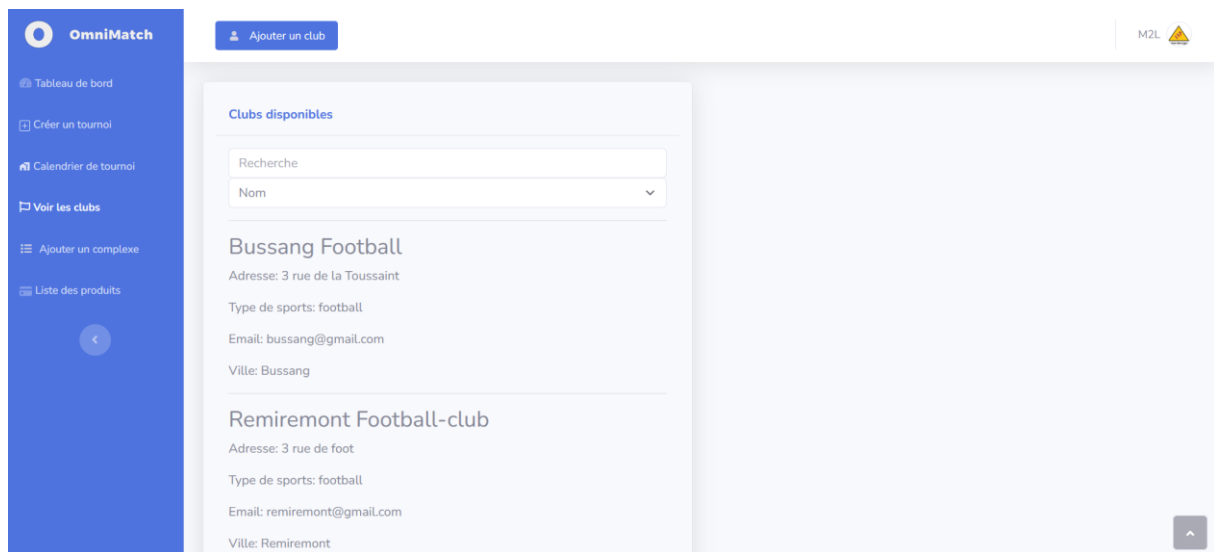 OmniMatch
Ajouter un club
M2L
Tableau de bord
Créer un tournoi
Calendrier de tournoi
Voir les clubs
Ajouter un complexe
Liste des produits
Clubs disponibles
Recherche
Nom
Bussang Football
Adresse: 3 rue de la Toussaint
Type de sports: football
Email: bussang@gmail.com
Ville: Bussang
Remiremont Football-club
Adresse: 3 rue de foot
Type de sports: football
Email: remiremont@gmail.com
Ville: Remiremont